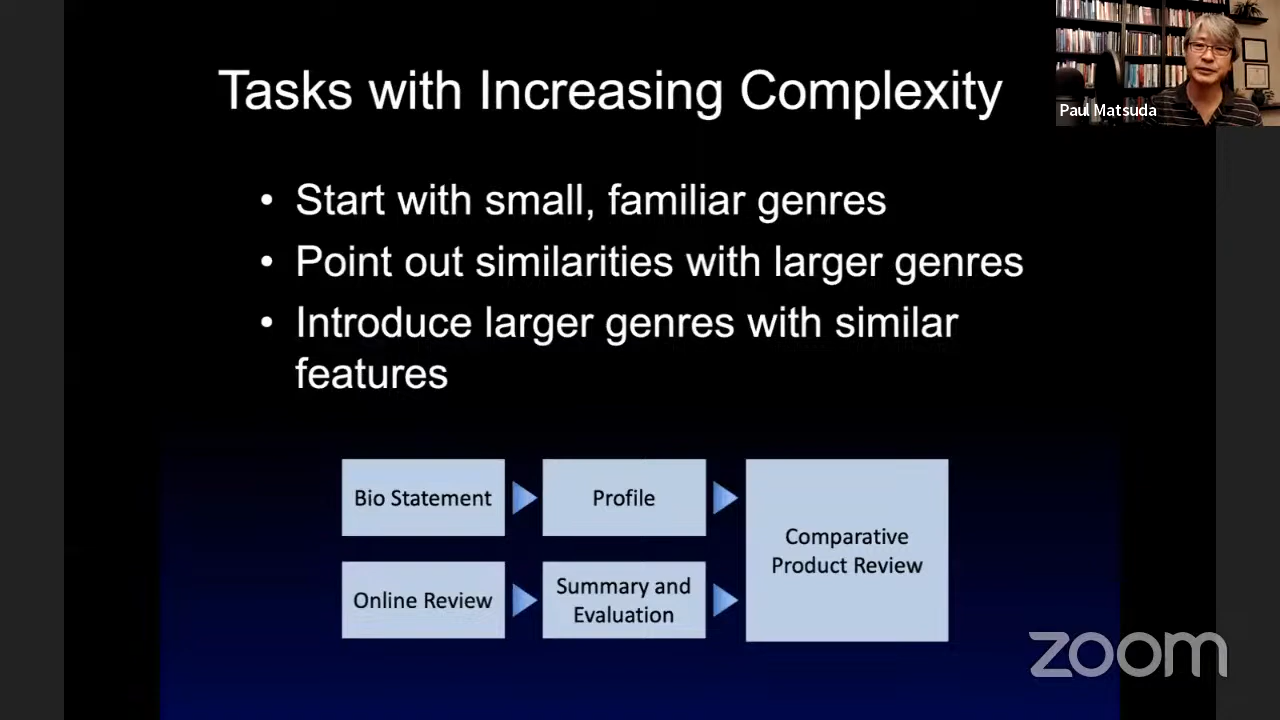 Tasks with Increasing Complexity
Paul Matsuda
• Start with small, familiar genres
• Point out similarities with larger genres
• Introduce larger genres with similar
features
Bio Statement
Profile
Comparative
Product Review
Online Review
Summary and
Evaluation
zoom